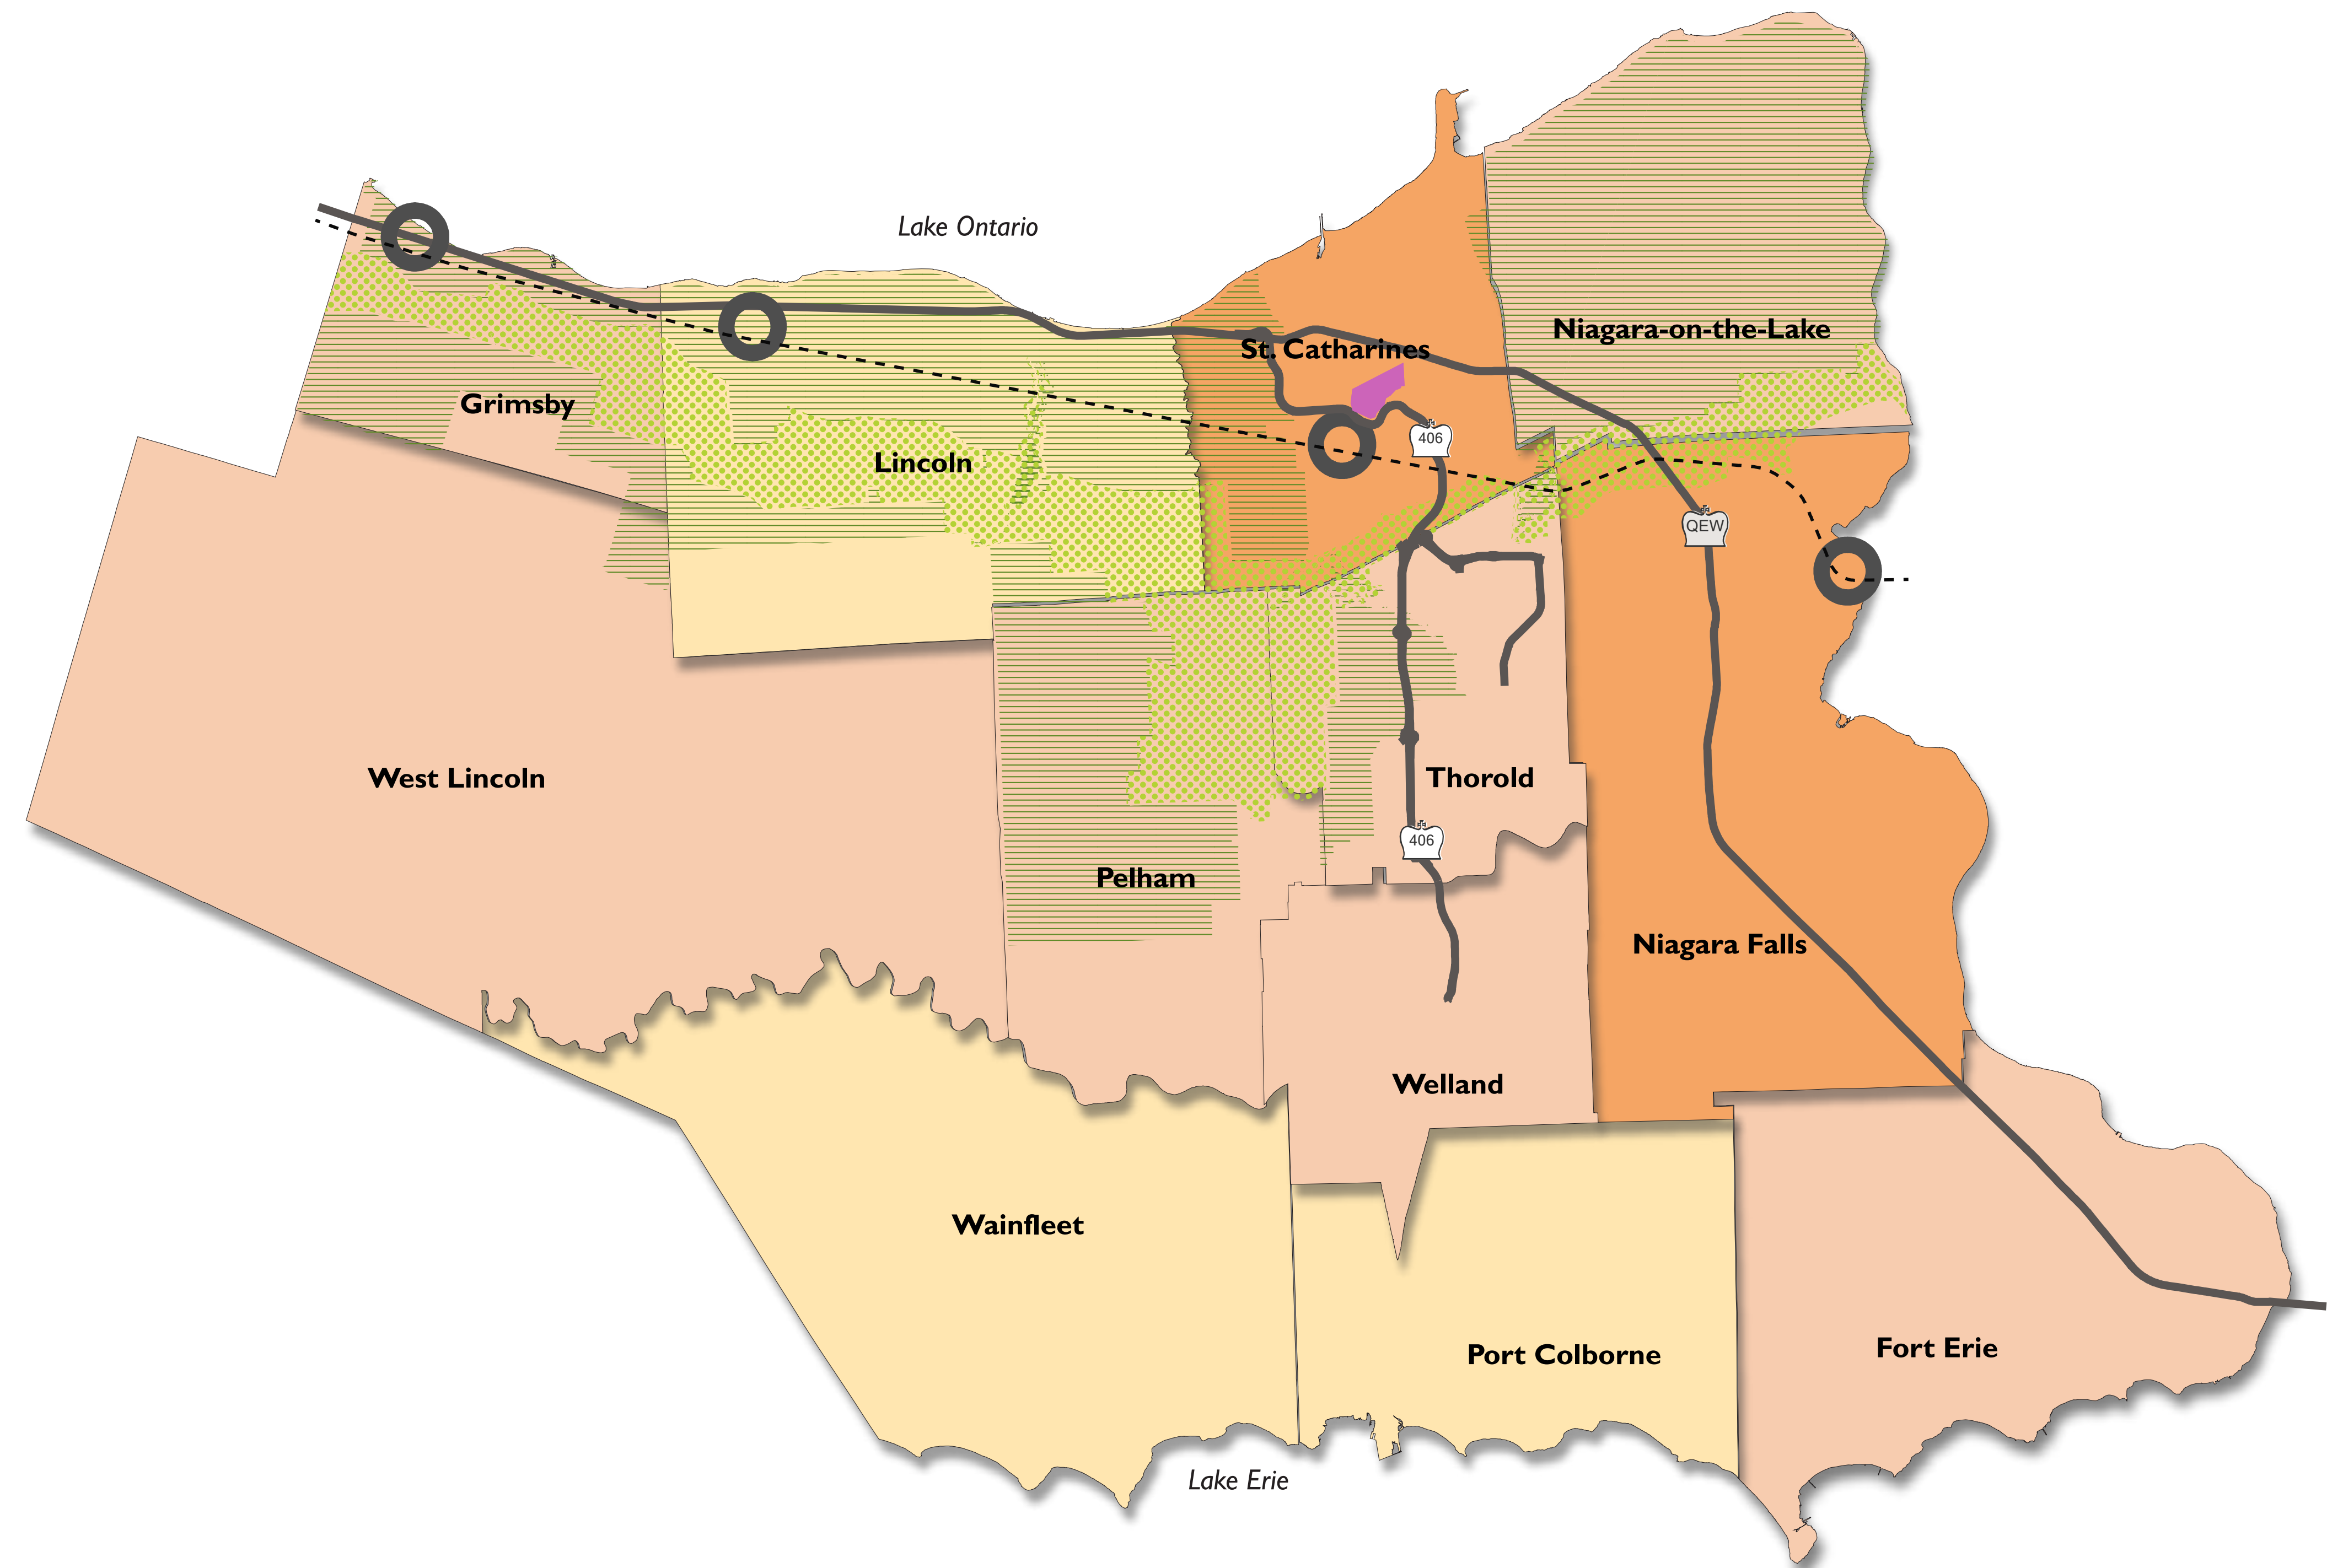 Lake Ontario
Niagara-on-the-Lake
St. Catharines
Grimsby
406
Lincoln
QEW
West Lincoln
Thorold
406
Pelham
Niagara Falls
Welland
Wainfleet
Fort Erie
Port Colborne
Lake Erie